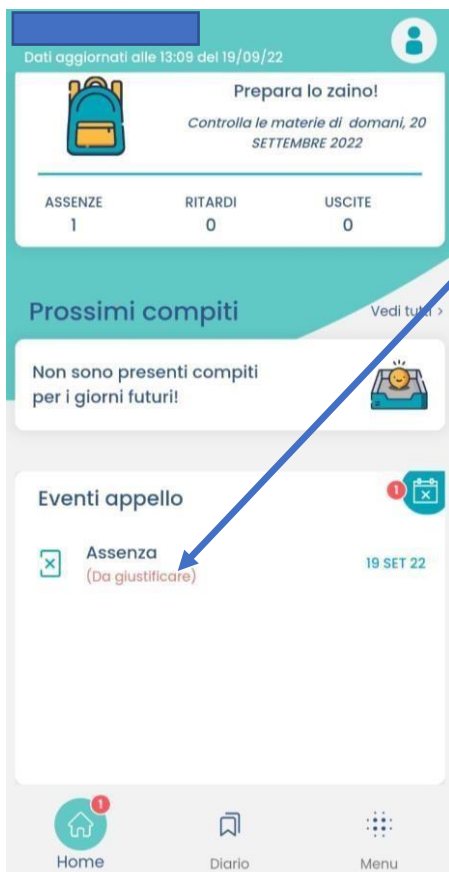 Dati aggiornati alle 13:09 del 19/09/22
Prepara lo zaino!
Controlla le materie di domani, 20
SETTEMBRE 2022
ASSENZE
1
RITARDI
0
USCITE
0
Prossimi compiti
Vedi tutti >
Non sono presenti compiti
per i giorni futuri!
Eventi appello
1
Assenza
(Da giustificare)
19 SET 22
1
Home
Diario
Menu